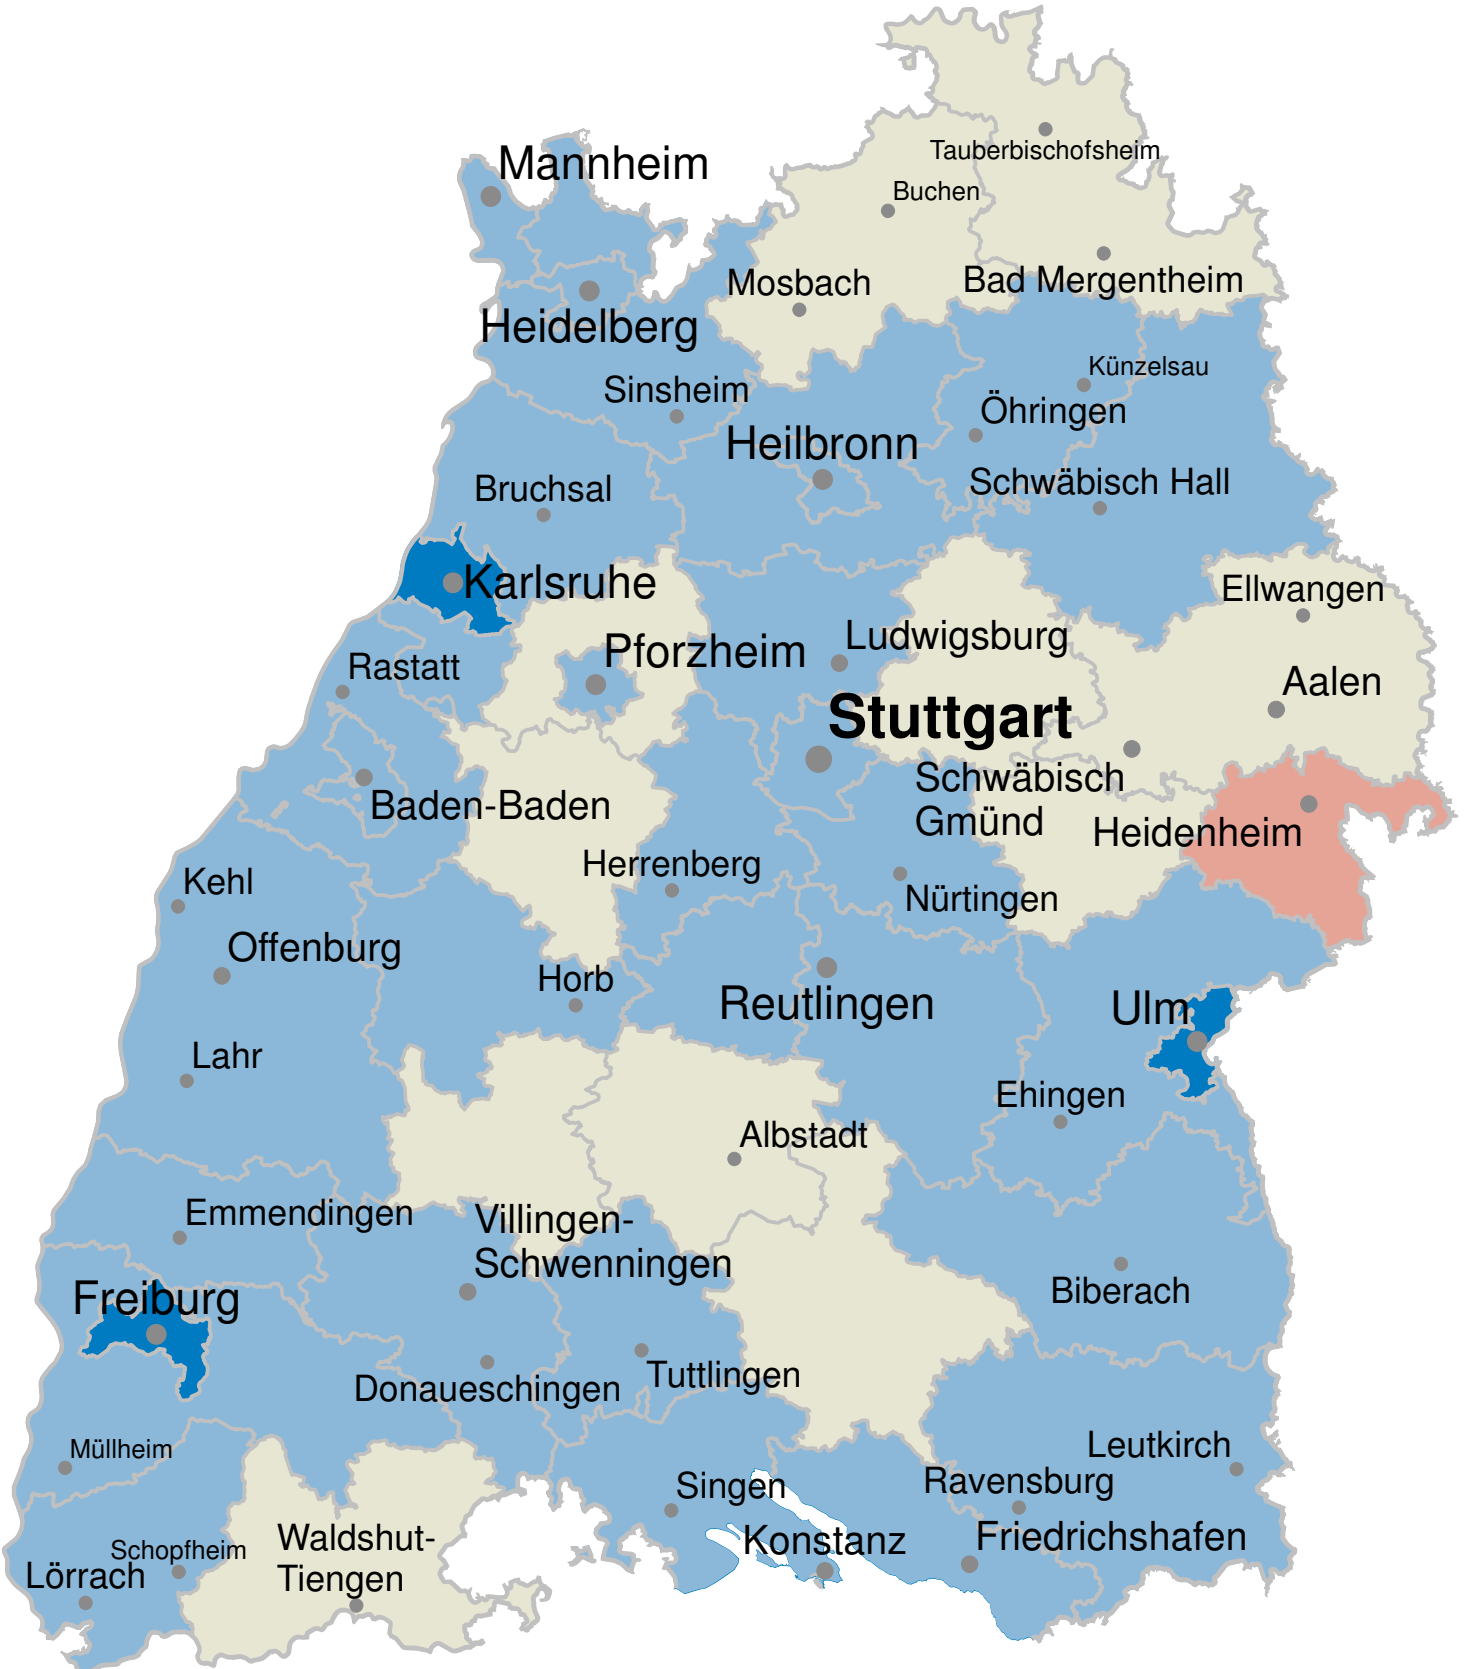 Tauberbischofsheim
Mannheim
Buchen
Mosbach
Bad Mergentheim
Heidelberg
Künzelsau
Sinsheim
Öhringen
Heilbronn
Bruchsal
Schwäbisch Hall
Karlsruhe
Ellwangen
Ludwigsburg
Pforzheim
Rastatt
Aalen
Stuttgart
Schwäbisch
Gmünd
Baden-Baden
Heidenheim
Herrenberg
Kehl
Nürtingen
Offenburg
Horb
Reutlingen
Ulm
Lahr
Ehingen
Albstadt
Emmendingen
Villingen-
Schwenningen
Biberach
Freiburg
Tuttlingen
Donaueschingen
Müllheim
Leutkirch
Ravensburg
Singen
Waldshut-
Tiengen
Konstanz
Friedrichshafen
Schopfheim
Lörrach